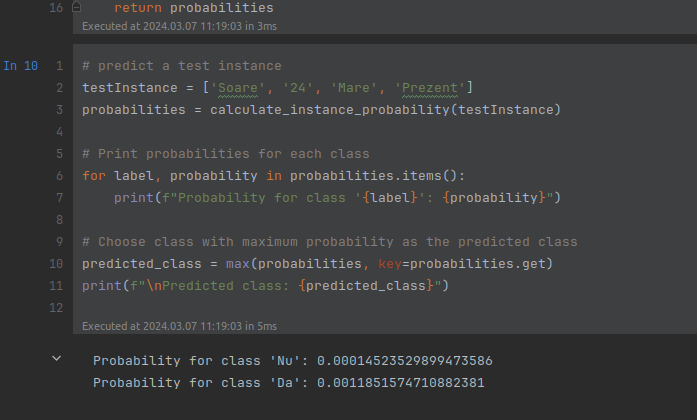 16 return probabilities
Executed at 2024.03.07 11:19:03 in 3ms
In 10 1 # predict a test instance
2 testInstance = ['Soare', '24', 'Mare', 'Prezent']
3 probabilities = calculate_instance_probability(testInstance)
4
5 # Print probabilities for each class
6 for label, probability in probabilities.items():
7 print(f"Probability for class '{label}': {probability}")
8
9 # Choose class with maximum probability as the predicted class
10 predicted_class = max(probabilities, key=probabilities.get)
11 print(f"\nPredicted class: {predicted_class}")
12
Executed at 2024.03.07 11:19:03 in 5ms
Probability for class 'Nu': 0.00014523529899473586
Probability for class 'Da': 0.0011851574710882381